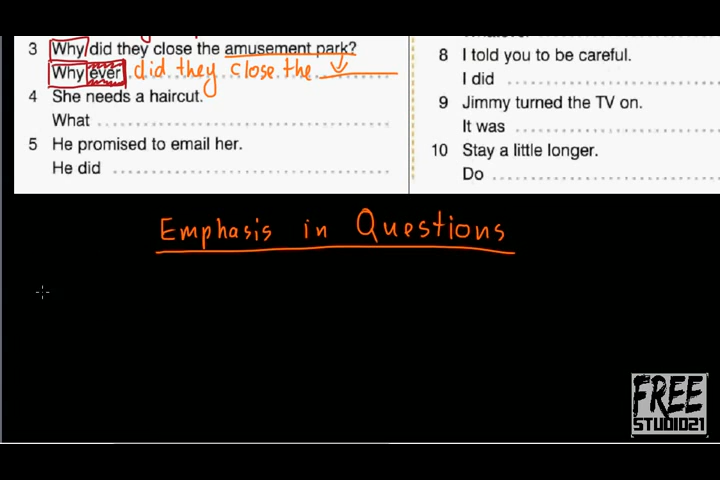 3 Why did they close the amusement park?
Why ever did they close the
4 She needs a haircut.
What
5 He promised to email her.
He did
8 I told you to be careful.
I did
9 Jimmy turned the TV on.
It was
10 Stay a little longer.
Do
Emphasis in Questions
FREE
STUDIO21